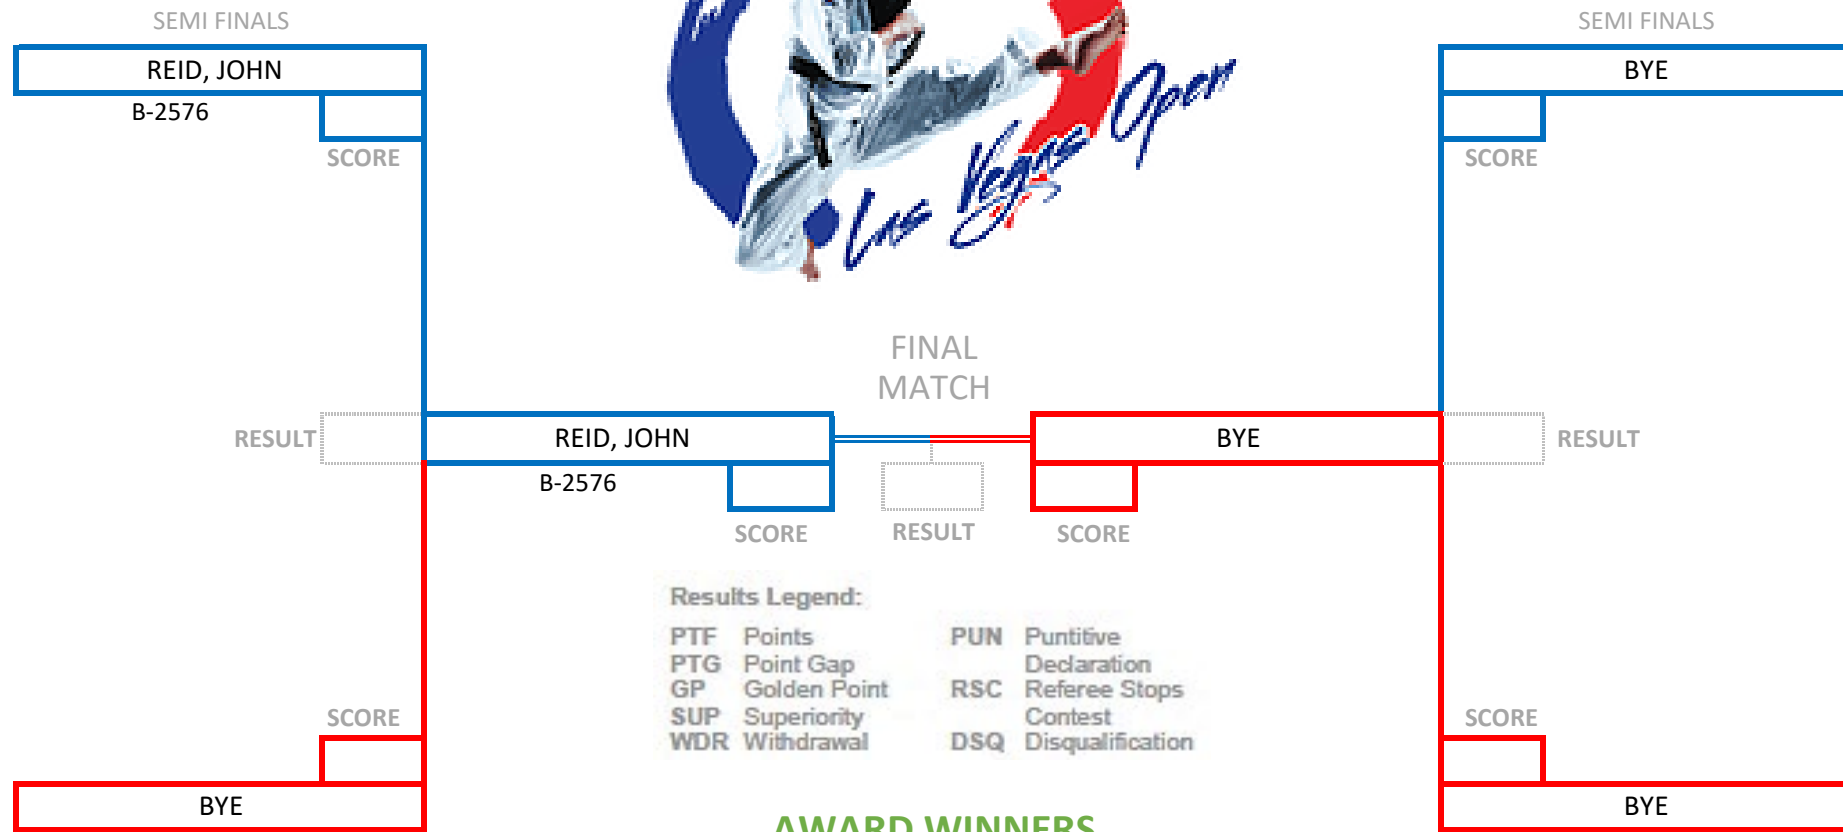 SEMI FINALS
SEMI FINALS
REID, JOHN
BYE
B-2576
SCORE
SCORE
Las Vegas Open
FINAL
MATCH
RESULT
REID, JOHN
BYE
RESULT
B-2576
SCORE
RESULT
SCORE
Results Legend:
PTF Points
PTG Point Gap
GP Golden Point
SUP Superiority
WDR Withdrawal
PUN Puntitive
Declaration
RSC Referee Stops
Contest
DSQ Disqualification
SCORE
SCORE
BYE
BYE
AWARD WINNERS